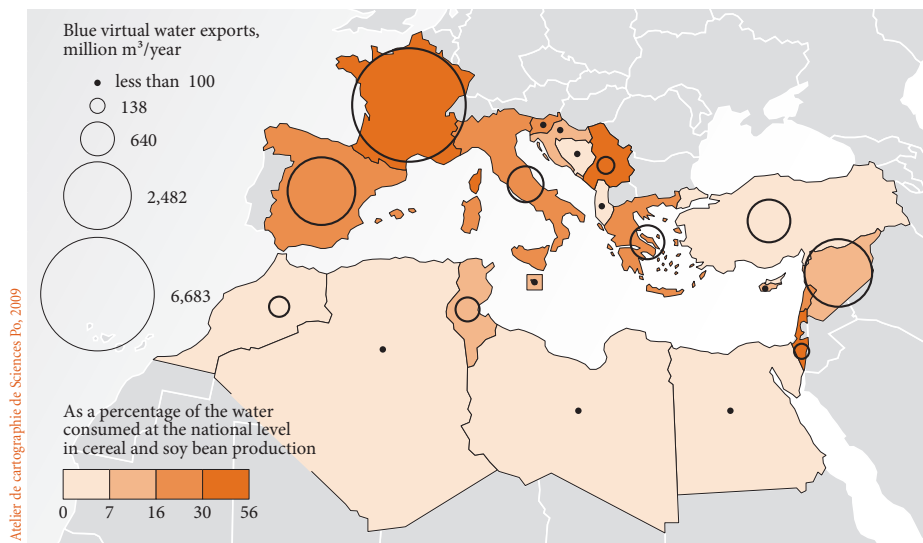 Blue virtual water exports,
million m³/year
less than 100
138
640
2,482
6,683
As a percentage of the water
consumed at the national level
in cereal and soy bean production
0 7 16 30 56
Atelier de cartographie de Sciences Po, 2009